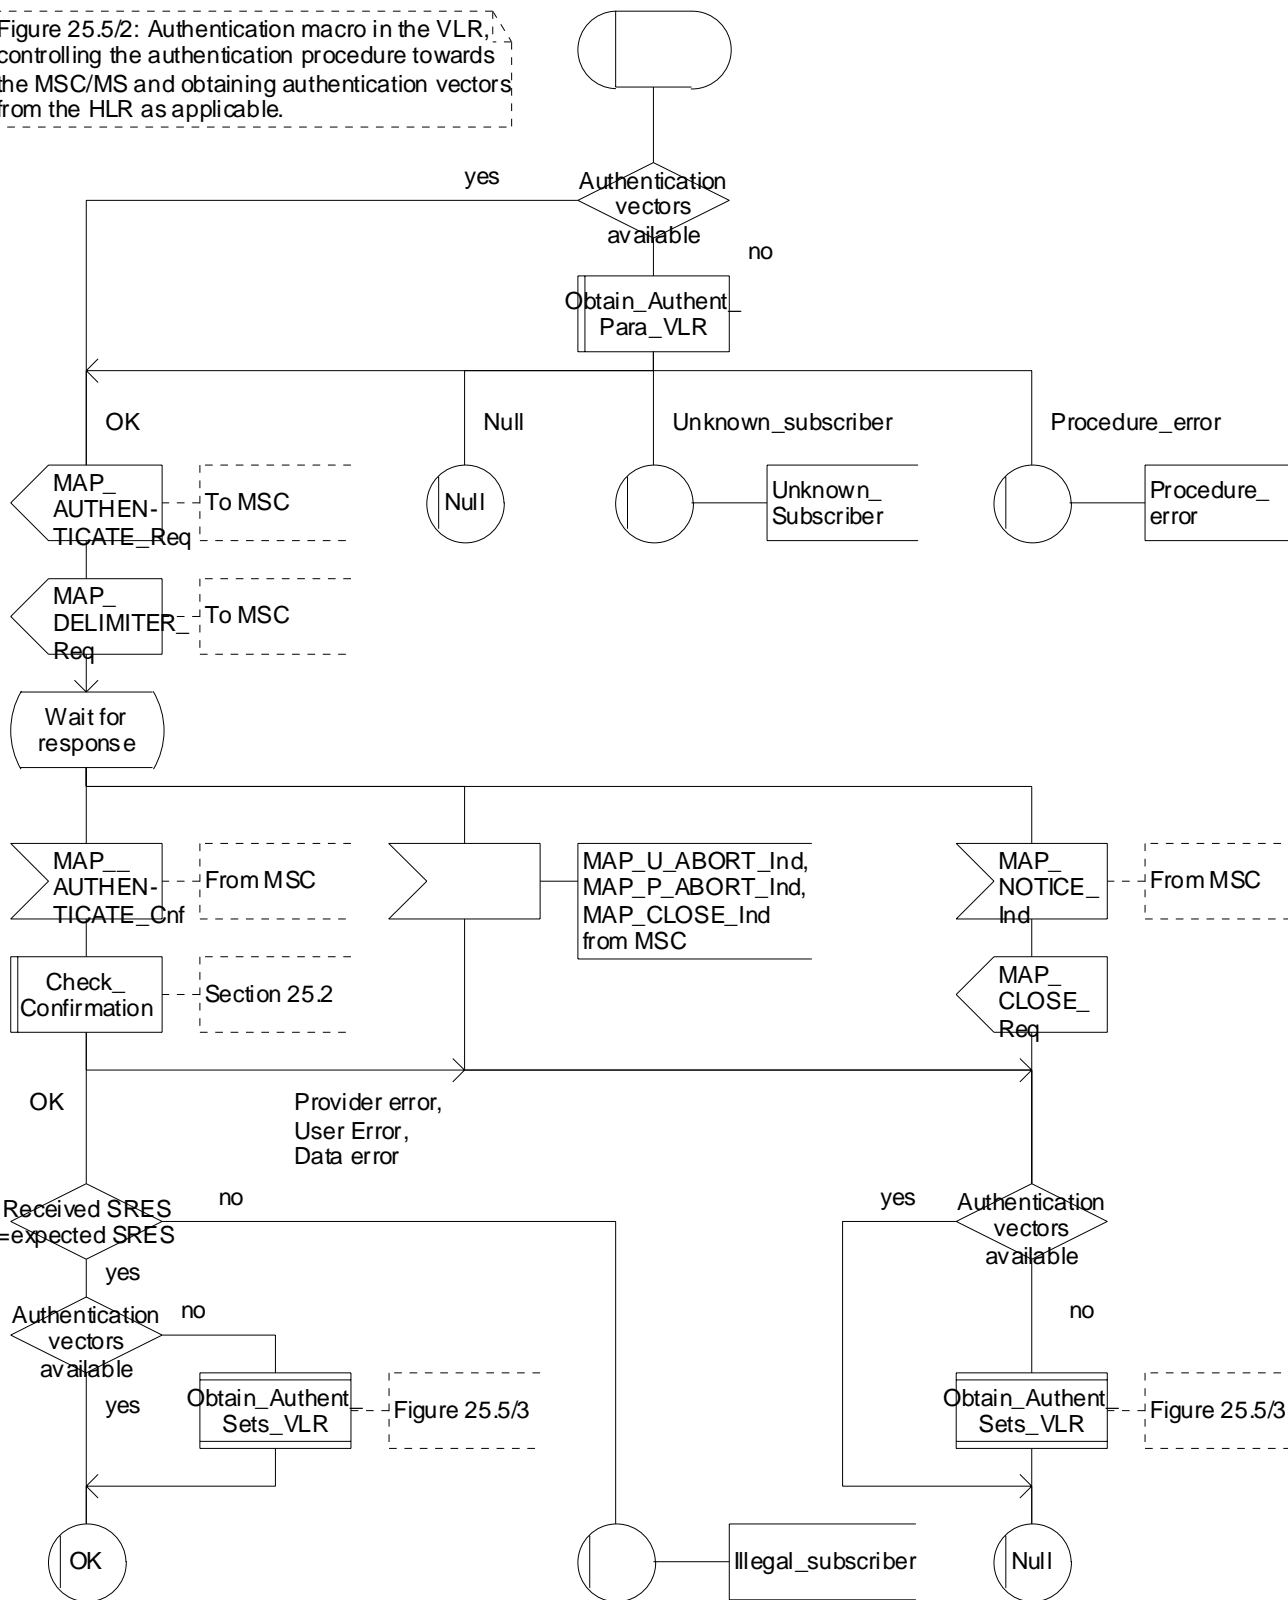 Figure 25.5/2: Authentication macro in the VLR,
controlling the authentication procedure towards
the MSC/MS and obtaining authentication vectors
from the HLR as applicable.
yes
Authentication
vectors
available
no
Obtain_Authent_
Para_VLR
OK
Null
Unknown_subscriber
Procedure_error
MAP_
AUTHEN-
TICATE_Req
To MSC
Null
Unknown_
Subscriber
Procedure_
error
MAP_
DELIMITER_
Req
To MSC
Wait for
response
MAP__
AUTHEN-
TICATE_Cnf
From MSC
MAP_U_ABORT_Ind,
MAP_P_ABORT_Ind,
MAP_CLOSE_Ind
from MSC
MAP_
NOTICE_
Ind
From MSC
Check_
Confirmation
Section 25.2
MAP_
CLOSE_
Req
OK
Provider error,
User Error,
Data error
Received SRES
=expected SRES
no
yes
yes
Authentication
vectors
available
no
Authentication
vectors
available
no
yes
Obtain_Authent_
Sets_VLR
Figure 25.5/3
Obtain_Authent_
Sets_VLR
Figure 25.5/3
OK
Illegal_subscriber
Null